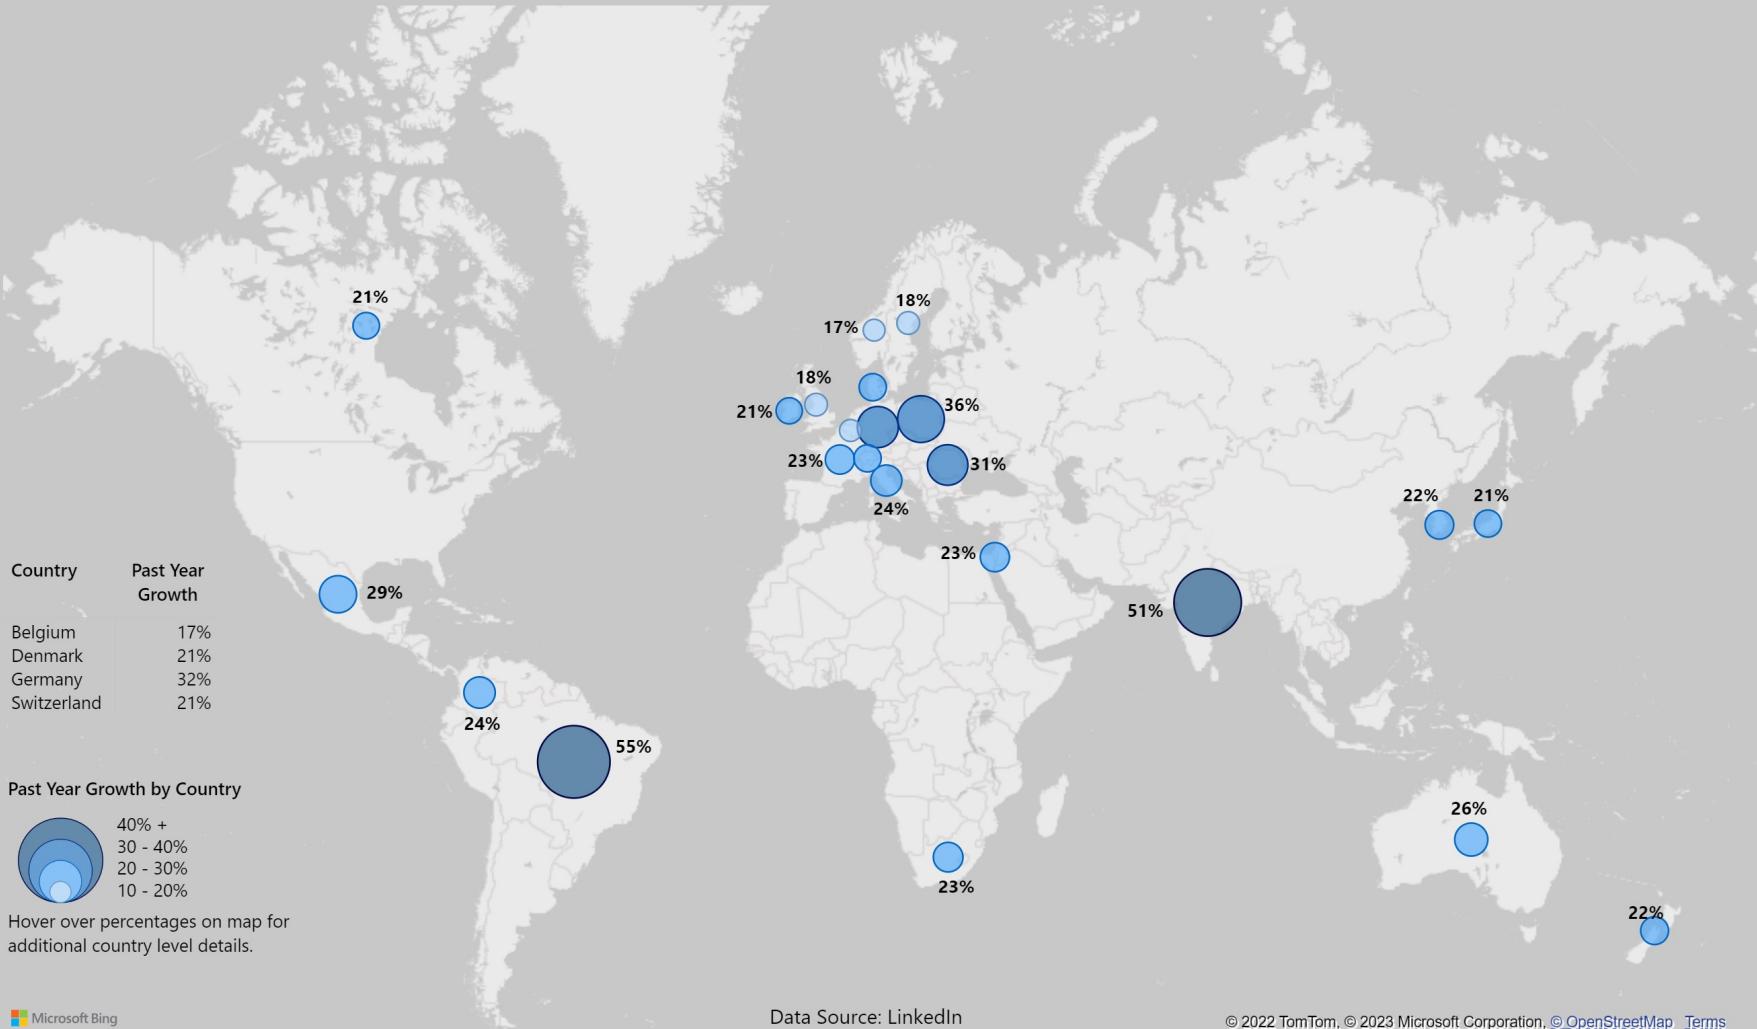 21%
18%
17%
18%
21%
36%
23%
31%
24%
22%
21%
23%
51%
29%
24%
55%
26%
23%
22%
Country Past Year Growth
Belgium 17%
Denmark 21%
Germany 32%
Switzerland 21%
Past Year Growth by Country
40% +
30 - 40%
20 - 30%
10 - 20%
Hover over percentages on map for
additional country level details.
Microsoft Bing
Data Source: LinkedIn
© 2022 TomTom, © 2023 Microsoft Corporation, © OpenStreetMap Terms